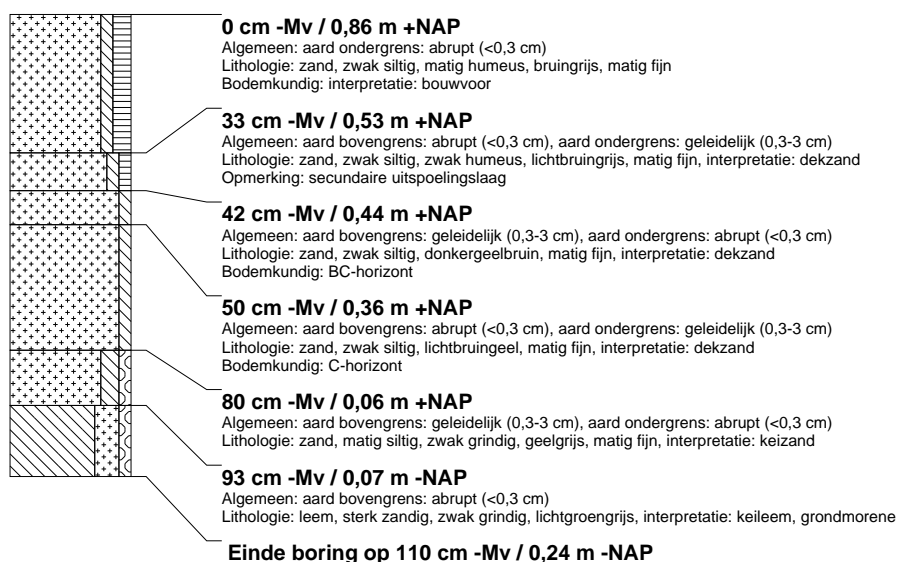 0 cm -Mv / 0,86 m +NAP
Algemeen: aard ondergrens: abrupt (<0,3 cm)
Lithologie: zand, zwak siltig, matig humeus, bruingrijs, matig fijn
Bodemkundig: interpretatie: bouwvoor
33 cm -Mv / 0,53 m +NAP
Algemeen: aard bovengrens: abrupt (<0,3 cm), aard ondergrens: geleidelijk (0,3-3 cm)
Lithologie: zand, zwak siltig, zwak humeus, lichtbruingrijs, matig fijn, interpretatie: dekzand
Opmerking: secundaire uitspoelingslaag
42 cm -Mv / 0,44 m +NAP
Algemeen: aard bovengrens: geleidelijk (0,3-3 cm), aard ondergrens: abrupt (<0,3 cm)
Lithologie: zand, zwak siltig, donkergeelbruin, matig fijn, interpretatie: dekzand
Bodemkundig: BC-horizont
50 cm -Mv / 0,36 m +NAP
Algemeen: aard bovengrens: abrupt (<0,3 cm), aard ondergrens: geleidelijk (0,3-3 cm)
Lithologie: zand, zwak siltig, lichtbruingeel, matig fijn, interpretatie: dekzand
Bodemkundig: C-horizont
80 cm -Mv / 0,06 m +NAP
Algemeen: aard bovengrens: geleidelijk (0,3-3 cm), aard ondergrens: abrupt (<0,3 cm)
Lithologie: zand, matig siltig, zwak grindig, geelgrijs, matig fijn, interpretatie: keizand
93 cm -Mv / 0,07 m -NAP
Algemeen: aard bovengrens: abrupt (<0,3 cm)
Lithologie: leem, sterk zandig, zwak grindig, lichtgroengrijs, interpretatie: keileem, grondmorene
Einde boring op 110 cm -Mv / 0,24 m -NAP